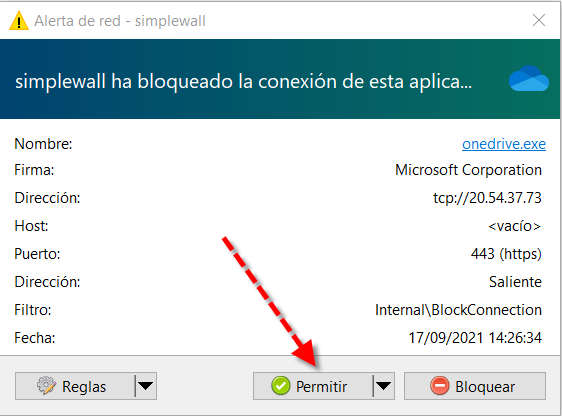 Alerta de red - simplewall
simplewall ha bloqueado la conexión de esta aplica...
Nombre: onedrive.exe
Firma: Microsoft Corporation
Dirección: tcp://20.54.37.73
Host: <vacío>
Puerto: 443 (https)
Dirección: Saliente
Filtro: Internal\BlockConnection
Fecha: 17/09/2021 14:26:34
Reglas Permitir Bloquear